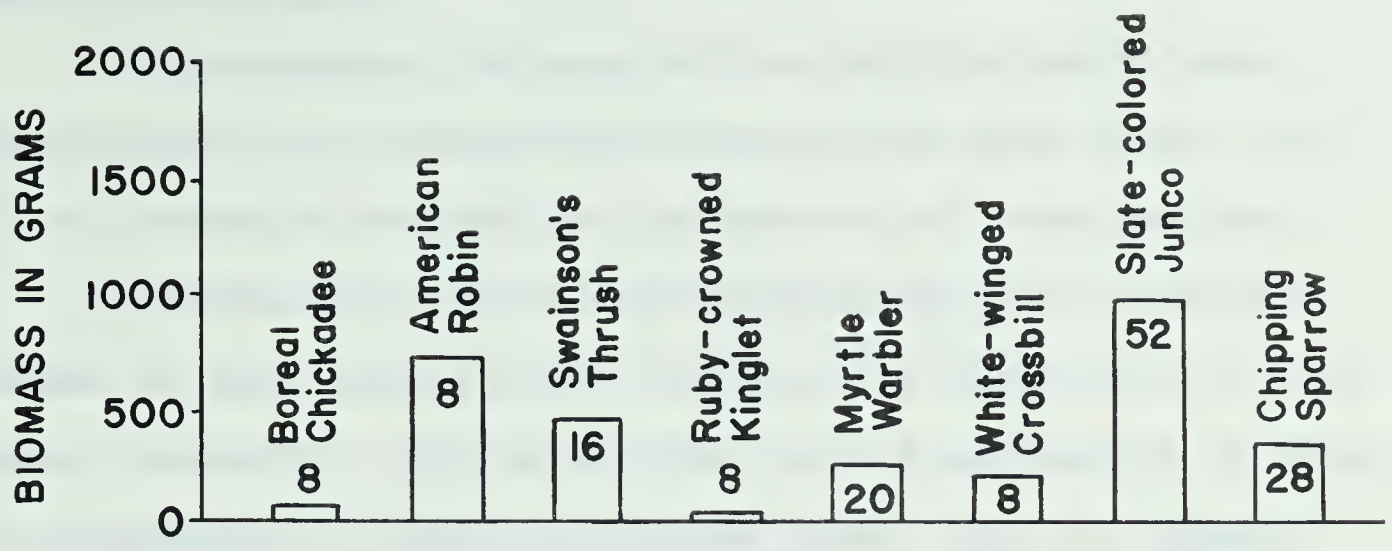 BIOMASS IN GRAMS
2000
1500
1000
500
0
Boreal
Chickadee
8
American
Robin
8
Swainson's
Thrush
16
Ruby-crowned
Kinglet
8
Myrtle
Warbler
20
White-winged
Crossbill
8
Slate-colored
Junco
52
Chipping
Sparrow
28